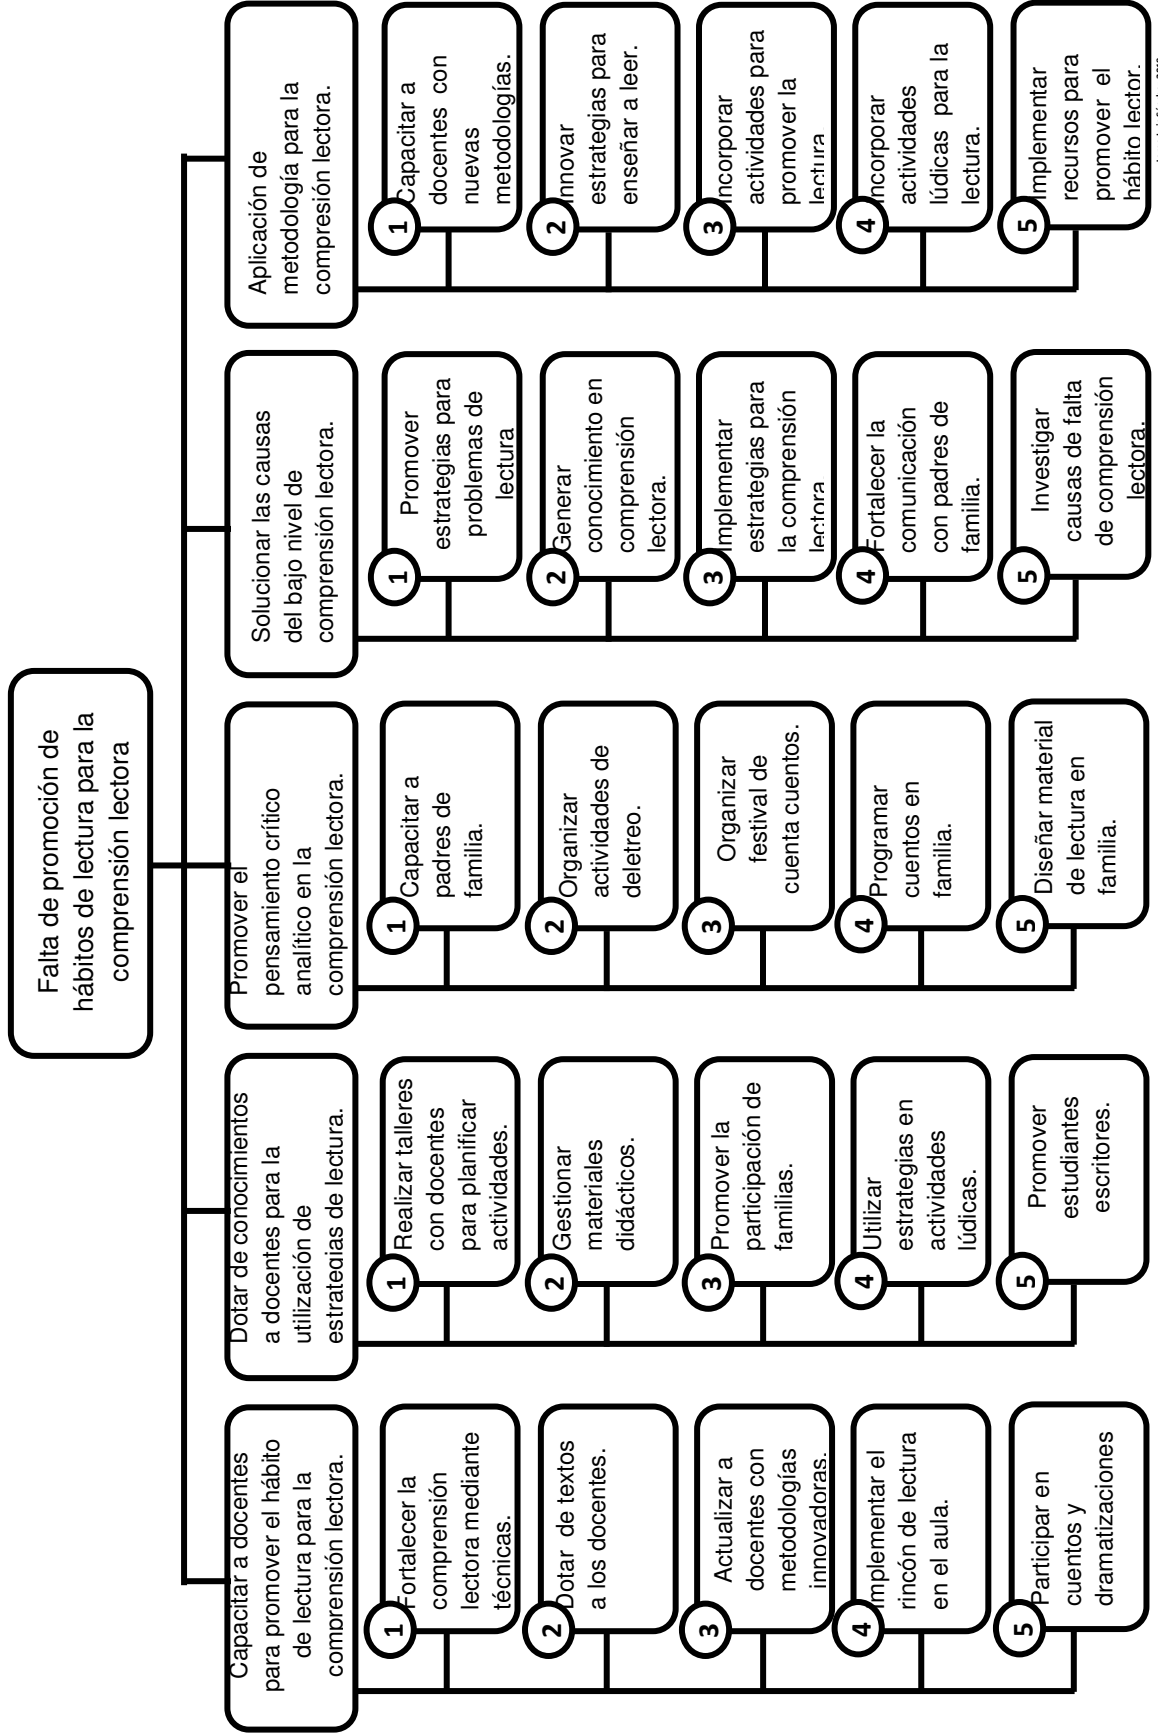 Falta de promoción de
hábitos de lectura para la
comprensión lectora
Capacitar a docentes
para promover el hábito
de lectura para la
comprensión lectora.
1
Fortalecer la
comprensión
lectora mediante
técnicas.
2
Dotar de textos
a los docentes.
3
Actualizar a
docentes con
metodologías
innovadoras.
4
Implementar el
rincón de lectura
en el aula.
5
Participar en
cuentos y
dramatizaciones
Dotar de conocimientos
a docentes para la
utilización de
estrategias de lectura.
1
Realizar talleres
con docentes
para planificar
actividades.
2
Gestionar
materiales
didácticos.
3
Promover la
participación de
familias.
4
Utilizar
estrategias en
actividades
lúdicas.
5
Promover
estudiantes
escritores.
Promover el
pensamiento crítico
analítico en la
comprensión lectora.
1
Capacitar a
padres de
familia.
2
Organizar
actividades de
deletreo.
3
Organizar
festival de
cuenta cuentos.
4
Programar
cuentos en
familia.
5
Diseñar material
de lectura en
familia.
Solucionar las causas
del bajo nivel de
comprensión lectora.
1
Promover
estrategias para
problemas de
lectura
2
Generar
conocimiento en
comprensión
lectora.
3
Implementar
estrategias para
la comprensión
lectora
4
Fortalecer la
comunicación
con padres de
familia.
5
Investigar
causas de falta
de comprensión
lectora.
Aplicación de
metodología para la
compresión lectora.
1
Capacitar a
docentes con
nuevas
metodologías.
2
Innovar
estrategias para
enseñar a leer.
3
Incorporar
actividades para
promover la
lectura
4
Incorporar
actividades
lúdicas para la
lectura.
5
Implementar
recursos para
promover el
hábito lector.